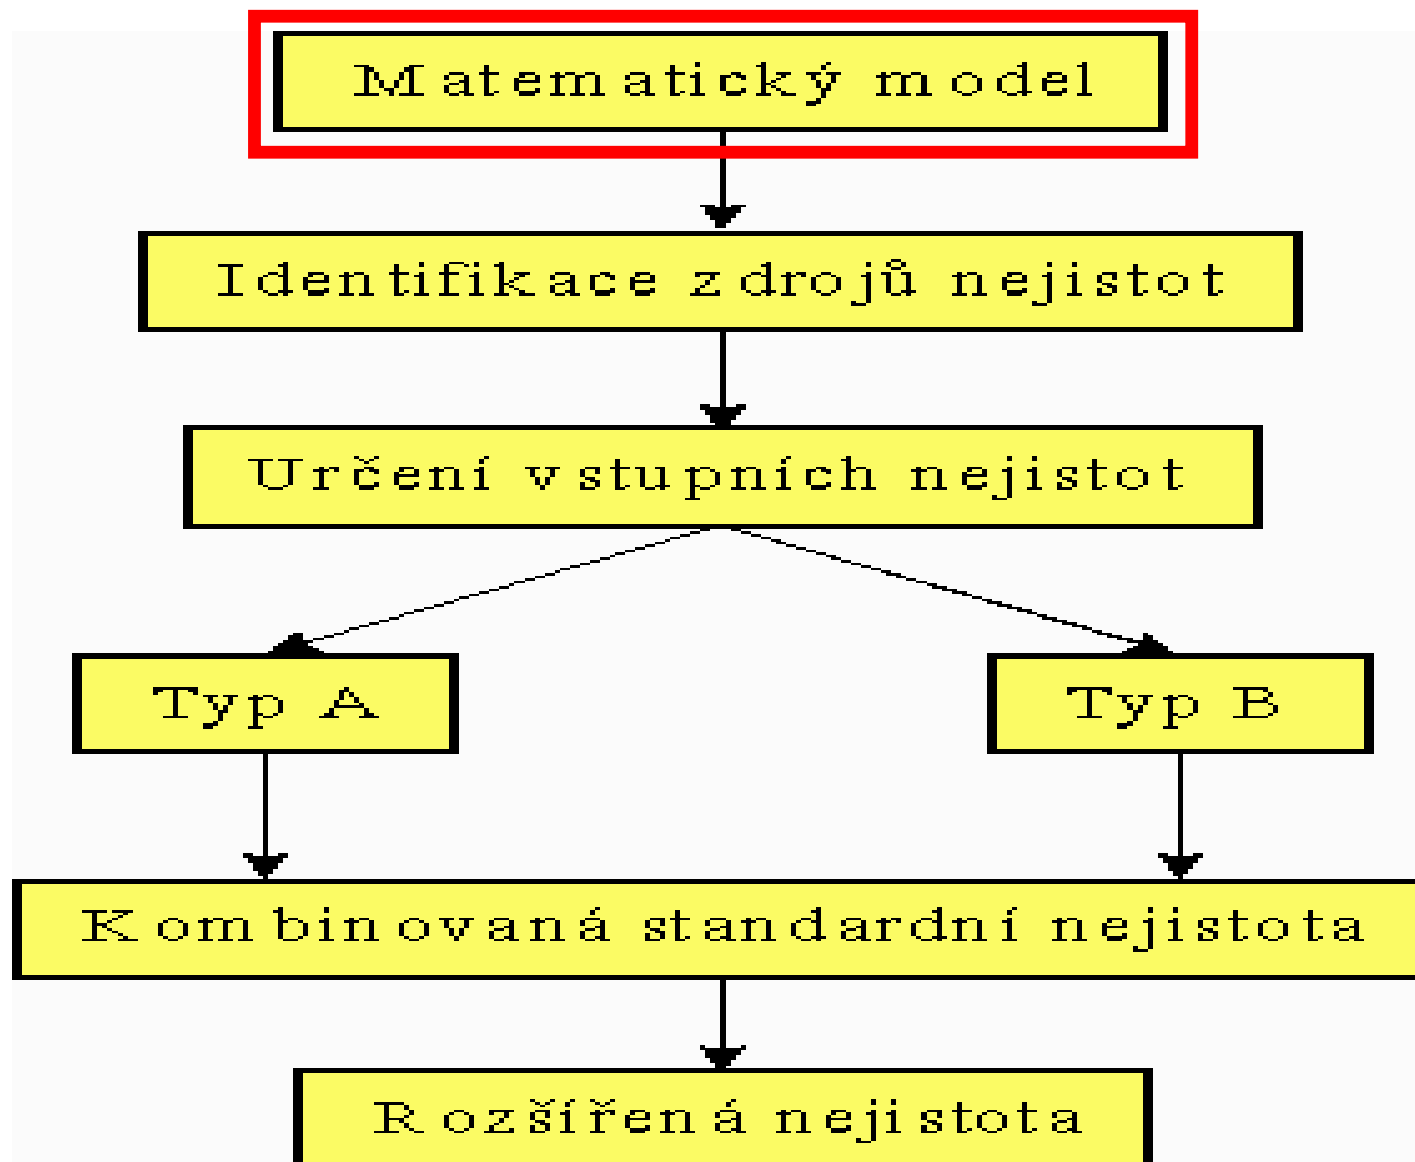 Matematický model
Identifikace zdrojů nejistot
Určení vstupních nejistot
Typ A
Typ B
Kombinovaná standardní nejistota
Rozšířená nejistota